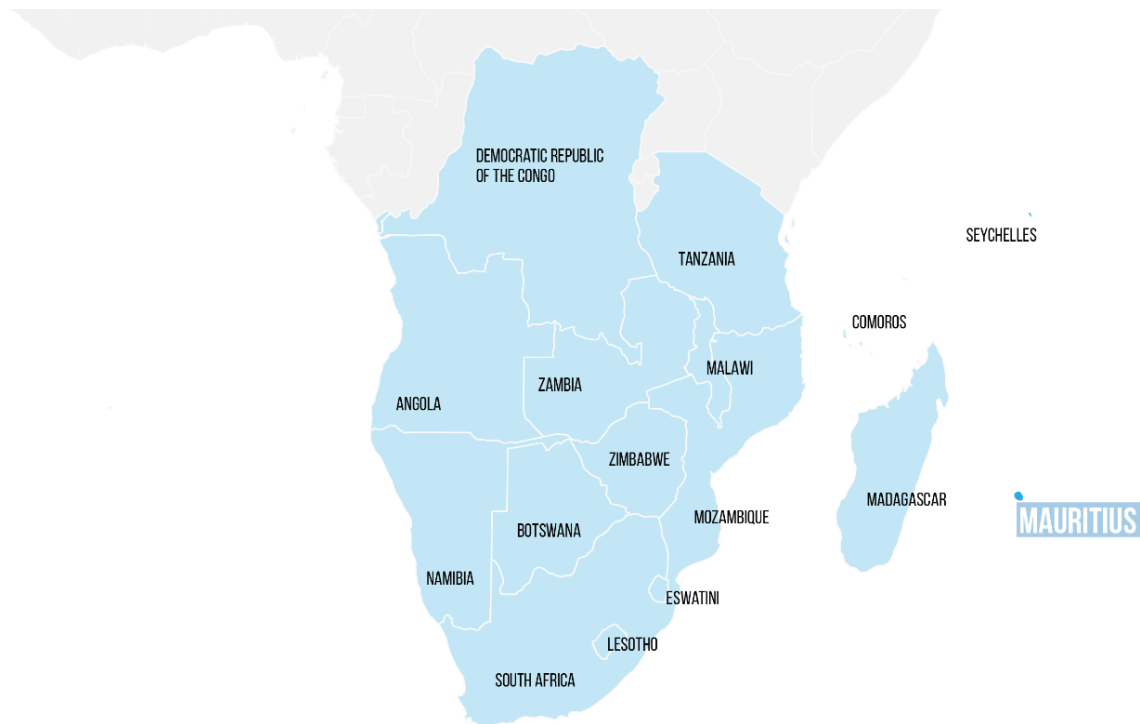 DEMOCRATIC REPUBLIC
OF THE CONGO
SEYCHELLES
TANZANIA
COMOROS
MALAWI
ZAMBIA
ANGOLA
ZIMBABWE
MADAGASCAR
MOZAMBIQUE
MAURITIUS
BOTSWANA
NAMIBIA
ESWATINI
LESOTHO
SOUTH AFRICA